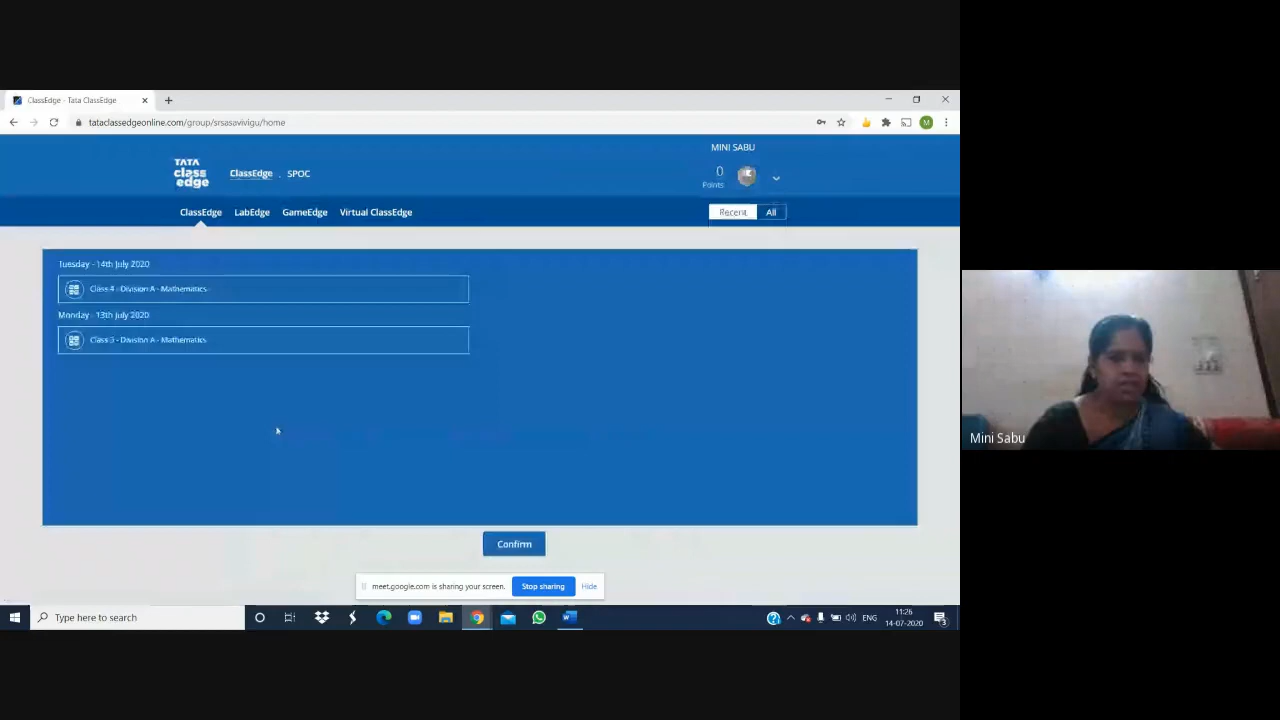 ClassEdge - Tata ClassEdge
tataclassedgeonline.com/group/srsasavivigu/home
MINI SABU
TATA
class
edge
ClassEdge . SPOC
0
Points
ClassEdge LabEdge GameEdge Virtual ClassEdge
Recent All
Tuesday - 14th July 2020
Class 4 - Division A - Mathematics
Monday - 13th July 2020
Class 3 - Division A - Mathematics
Mini Sabu
Confirm
meet.google.com is sharing your screen. Stop sharing Hide
Type here to search
ENG
11:26
14-07-2020